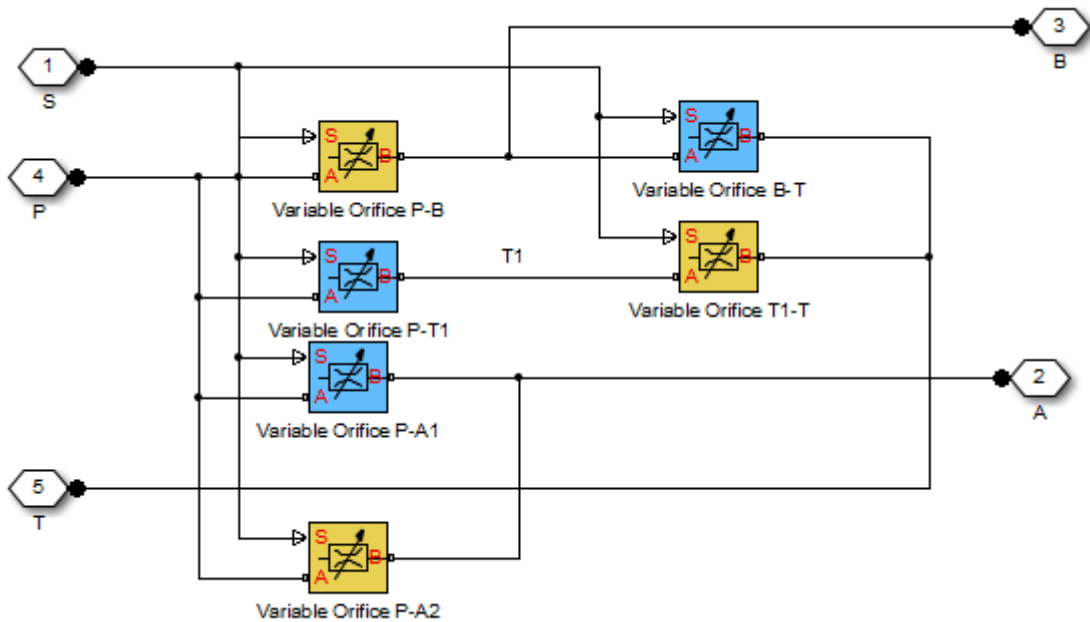 3
B
1
S
S
A
B
Variable Orifice B-T
S
A
B
Variable Orifice P-B
4
P
S
A
B
Variable Orifice T1-T
T1
S
A
B
Variable Orifice P-T1
S
A
B
Variable Orifice P-A1
2
A
5
T
S
A
B
Variable Orifice P-A2